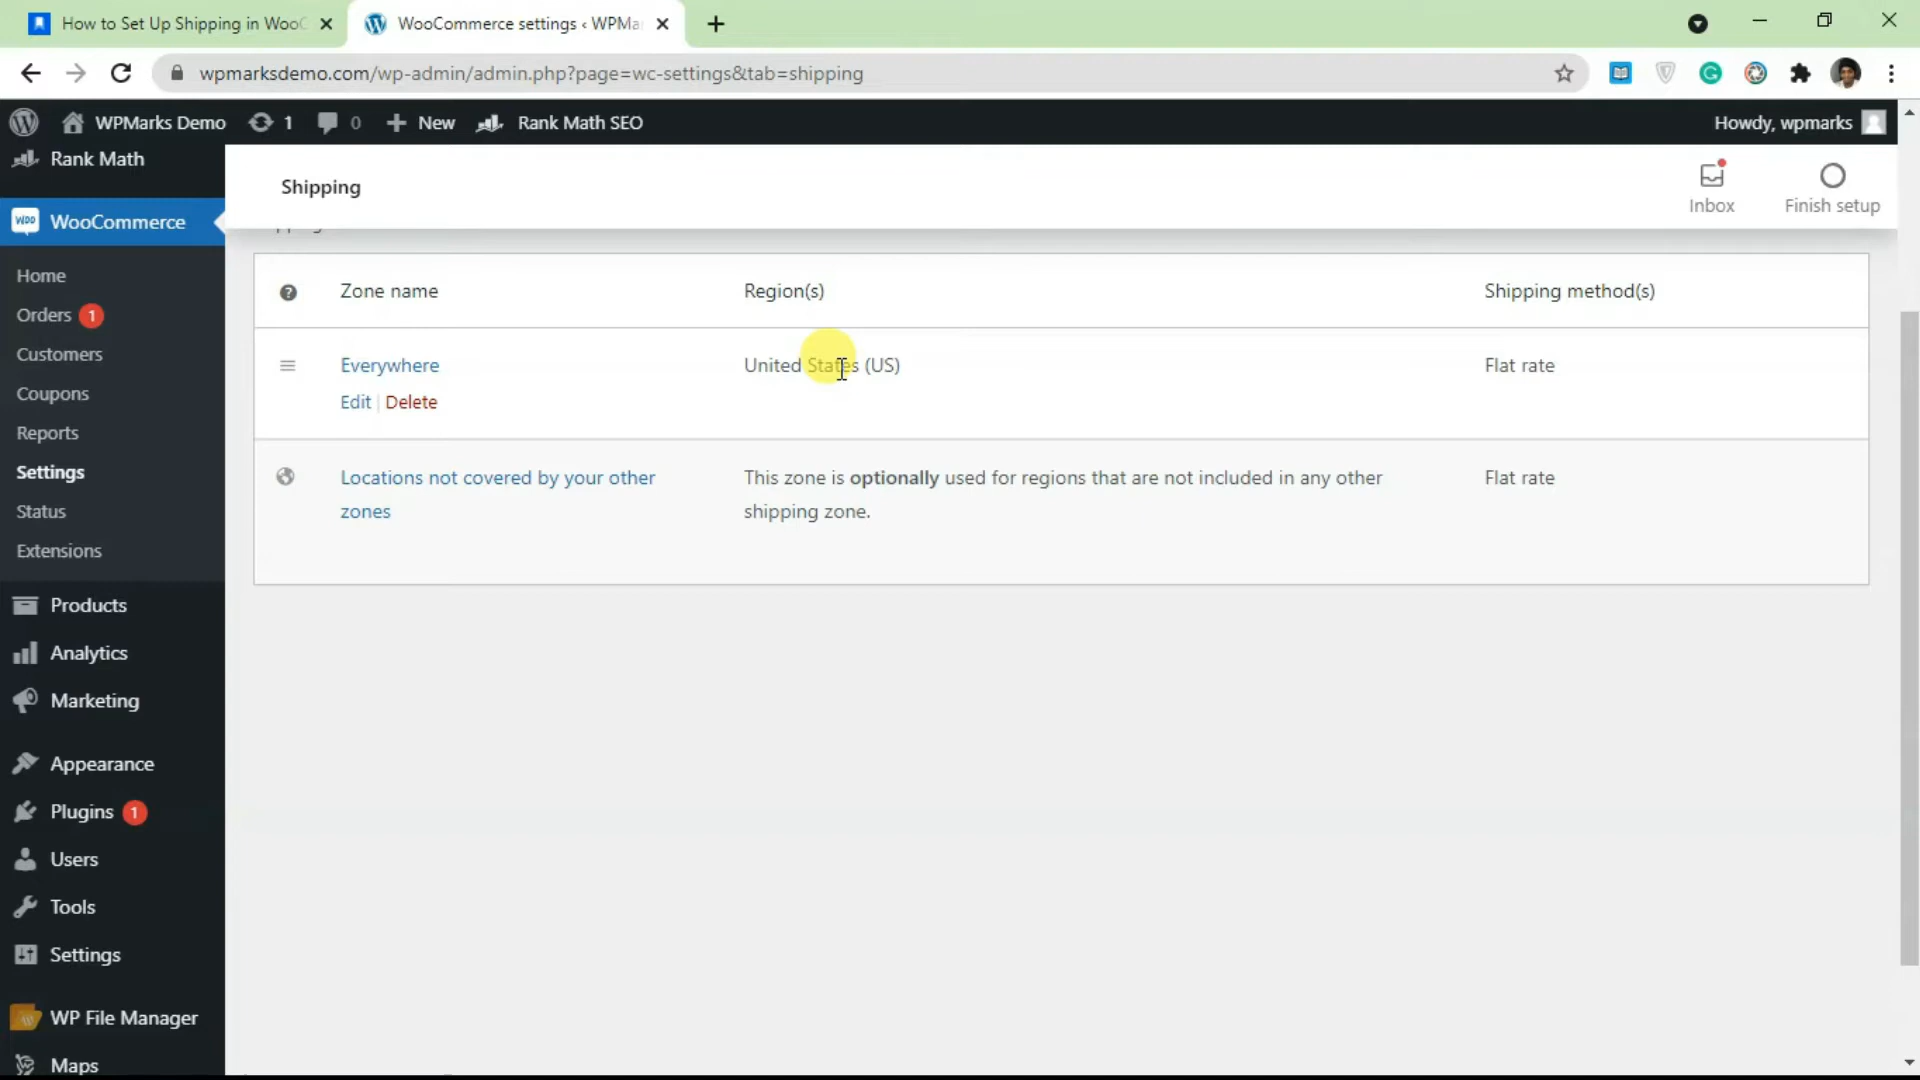 How to Set Up Shipping in WooC
WooCommerce settings ‹ WPMa
wpmarksdemo.com/wp-admin/admin.php?page=wc-settings&tab=shipping
WPMarks Demo 1 0 New Rank Math SEO Howdy, wpmarks
Rank Math
WOO WooCommerce
Home
Orders 1
Customers
Coupons
Reports
Settings
Status
Extensions
Products
Analytics
Marketing
Appearance
Plugins 1
Users
Tools
Settings
WP File Manager
Maps
Shipping
Inbox
Finish setup
Zone name Region(s) Shipping method(s)
Everywhere United States (US) Flat rate
Edit | Delete
Locations not covered by your other
zones
This zone is optionally used for regions that are not included in any other
shipping zone.
Flat rate